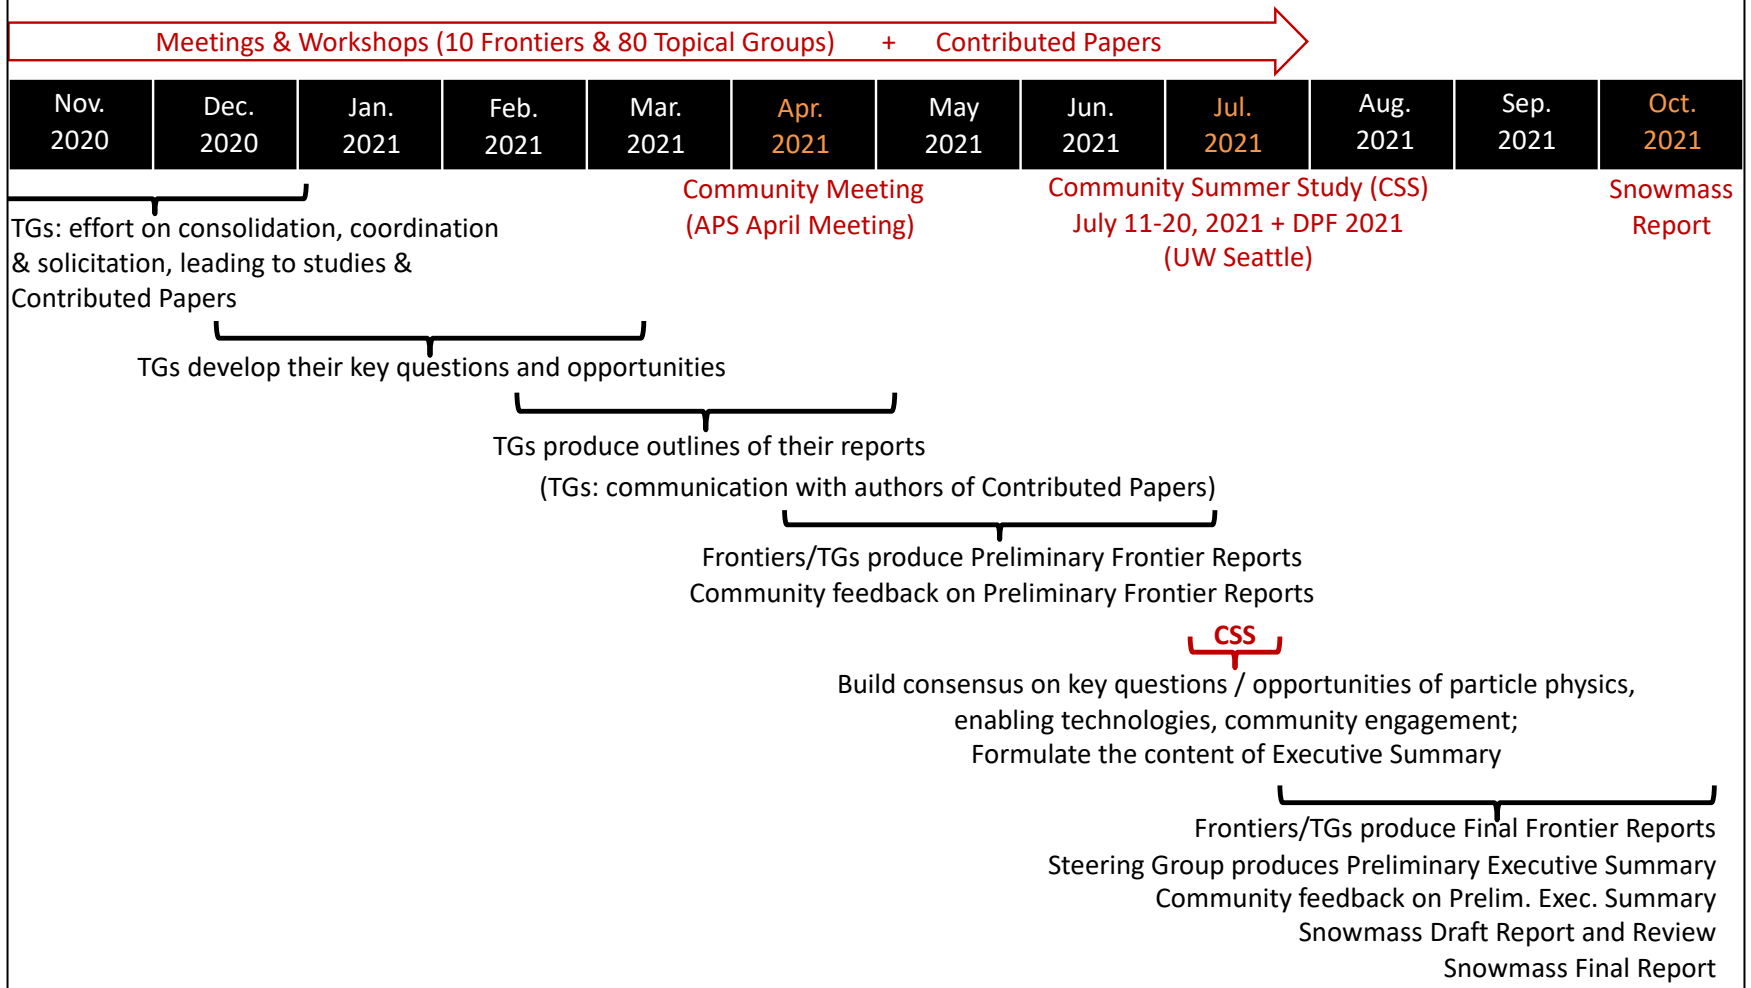 Meetings & Workshops (10 Frontiers & 80 Topical Groups) + Contributed Papers
Nov. 2020
Dec. 2020
Jan. 2021
Feb. 2021
Mar. 2021
Apr. 2021
May 2021
Jun. 2021
Jul. 2021
Aug. 2021
Sep. 2021
Oct. 2021
Community Meeting
(APS April Meeting)
Community Summer Study (CSS)
July 11-20, 2021 + DPF 2021
(UW Seattle)
Snowmass
Report
TGs: effort on consolidation, coordination
& solicitation, leading to studies &
Contributed Papers
TGs develop their key questions and opportunities
TGs produce outlines of their reports
(TGs: communication with authors of Contributed Papers)
Frontiers/TGs produce Preliminary Frontier Reports
Community feedback on Preliminary Frontier Reports
CSS
Build consensus on key questions / opportunities of particle physics,
enabling technologies, community engagement;
Formulate the content of Executive Summary
Frontiers/TGs produce Final Frontier Reports
Steering Group produces Preliminary Executive Summary
Community feedback on Prelim. Exec. Summary
Snowmass Draft Report and Review
Snowmass Final Report